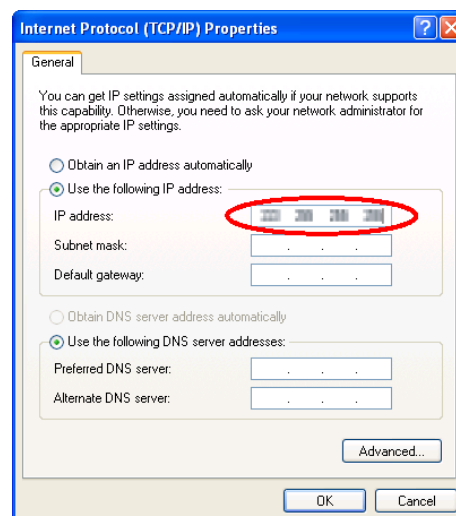 Internet Protocol (TCP/IP) Properties
General
You can get IP settings assigned automatically if your network supports
this capability. Otherwise, you need to ask your network administrator for
the appropriate IP settings.
Obtain an IP address automatically
Use the following IP address:
IP address:
Subnet mask:
Default gateway:
Obtain DNS server address automatically
Use the following DNS server addresses:
Preferred DNS server:
Alternate DNS server:
Advanced...
OK Cancel